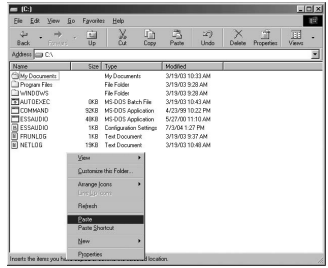 (C:)
File Edit View Go Favorites Help
Back Forward Up Cut Copy Paste Undo Delete Properties Views
Address C:\
Name Size Type Modified
My Documents My Documents 3/19/03 10:33 AM
Program Files File Folder 3/19/03 9:28 AM
WINDOWS File Folder 3/19/03 9:28 AM
AUTOEXEC 0KB MS-DOS Batch File 3/19/03 10:43 AM
COMMAND 92KB MS-DOS Application 4/23/99 10:22 PM
ESSAUDIO 48KB MS-DOS Application 5/27/00 11:10 AM
ESSAUDIO 1KB Configuration Settings 7/3/04 1:27 PM
FRUNLOG 1KB Text Document 3/19/03 9:37 AM
NETLOG 19KB Text Document 3/19/03 10:48 AM
View
Customize this Folder...
Arrange Icons
Line Up Icons
Refresh
Paste
Paste Shortcut
New
Properties
Inserts the items you location.